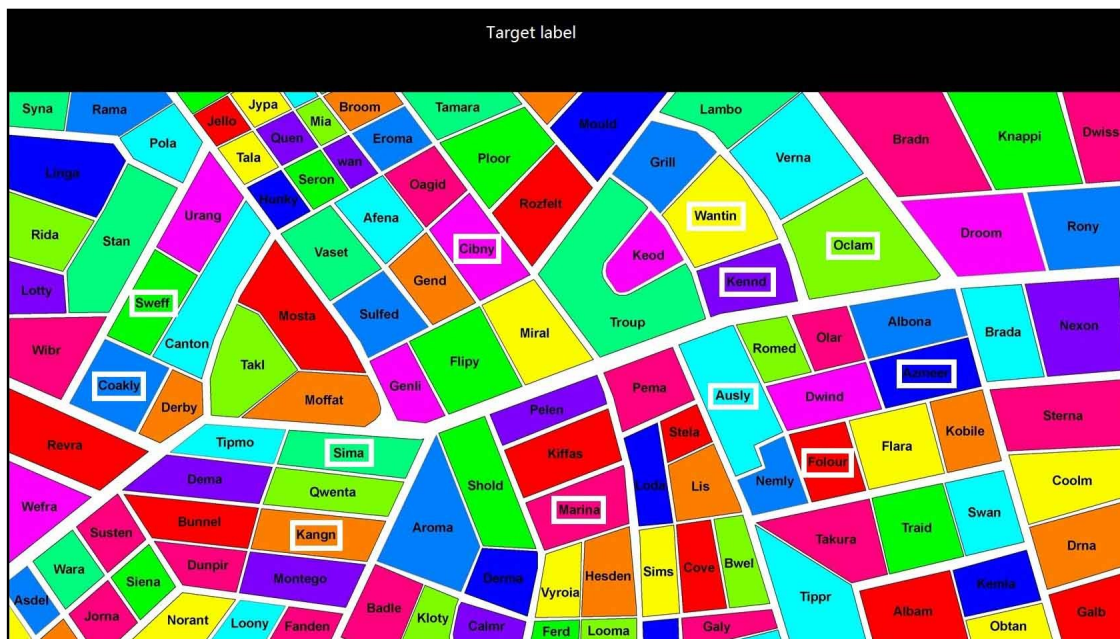 Target label
Syna
Rama
Jello
Jypa
Mia
Broom
Tamara
Mould
Lambo
Bradn
Knappi
Dwiss
Pola
Tala
Quen
wan
Eroma
Ploor
Grill
Verna
Linga
Hunky
Seron
Oagid
Rozfelt
Wantin
Rida
Stan
Urang
Vaset
Afena
Cibny
Keod
Oclam
Droom
Rony
Lotty
Sweff
Gend
Kennd
Wibr
Canton
Mosta
Sulfed
Miral
Troup
Albona
Brada
Nexon
Coakly
Takl
Flipy
Romed
Olar
Azmeer
Derby
Moffat
Genli
Pelen
Pema
Ausly
Dwind
Revra
Tipmo
Sima
Kiffas
Stela
Flara
Kobile
Sterna
Dema
Qwenta
Shold
Loda
Lis
Nemly
Folour
Coolm
Wefra
Susten
Bunnel
Kangn
Aroma
Marina
Takura
Traid
Swan
Drna
Wara
Siena
Dunpir
Montego
Derma
Vyroia
Hesden
Sims
Cove
Bwel
Tippr
Kemla
Asdel
Jorna
Norant
Loony
Fanden
Badle
Kloty
Calmr
Ferd
Looma
Galy
Albam
Obtan
Galb